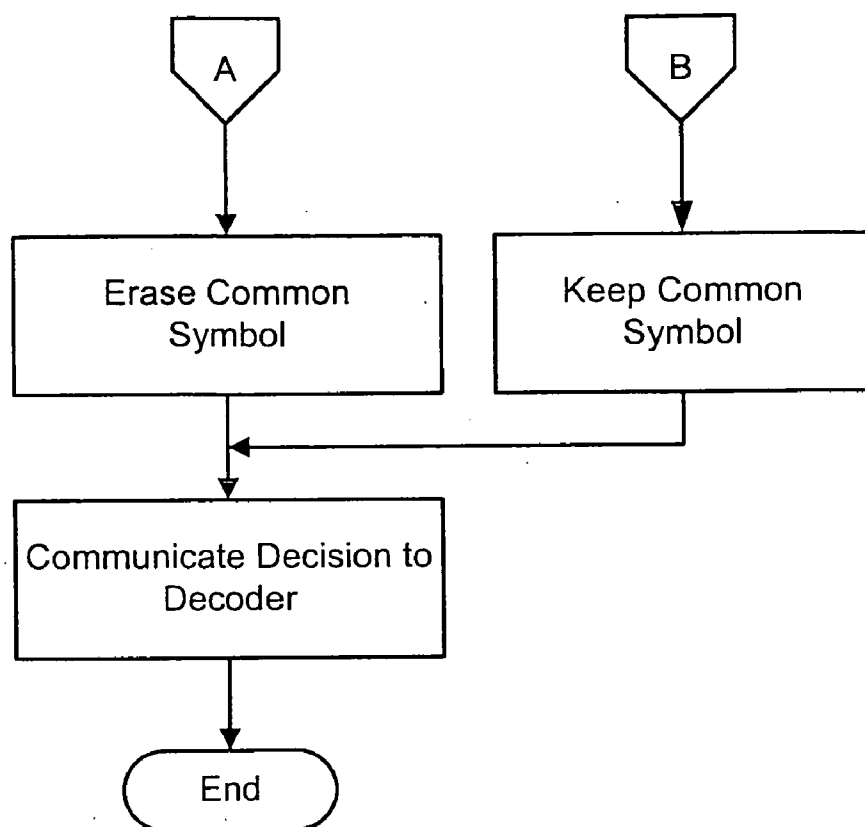 A
B
Erase Common
Symbol
Keep Common
Symbol
Communicate Decision to
Decoder
End